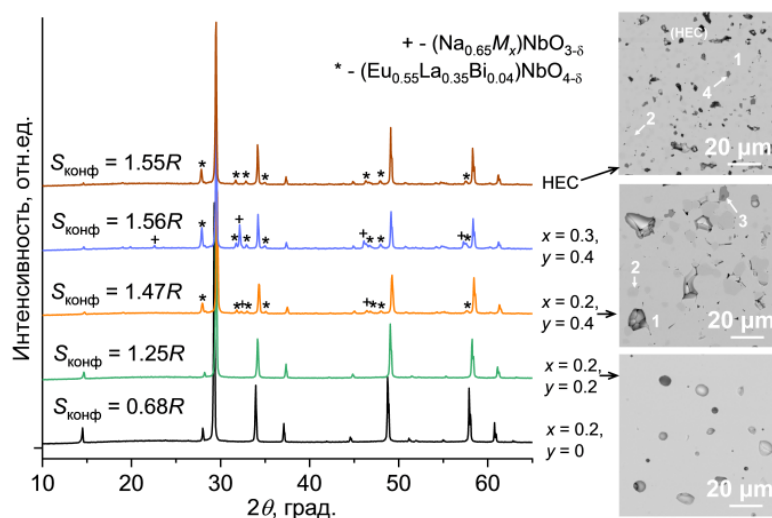 + - (Na0.65Mx)NbO3-δ
* - (Eu0.55La0.35Bi0.04)NbO4-δ
Интенсивность, отн.ед.
Sконф = 1.55R
* * * * * * *
HEC
Sконф = 1.56R
+ * * + * * + * * + *
x = 0.3,
y = 0.4
Sконф = 1.47R
* * + * * + * * *
x = 0.2,
y = 0.4
Sконф = 1.25R
x = 0.2,
y = 0.2
Sконф = 0.68R
x = 0.2,
y = 0
10 20 30 40 50 60
2θ, град.
(HEC)
1
4
2
20 µm
3
2
1
20 µm
20 µm